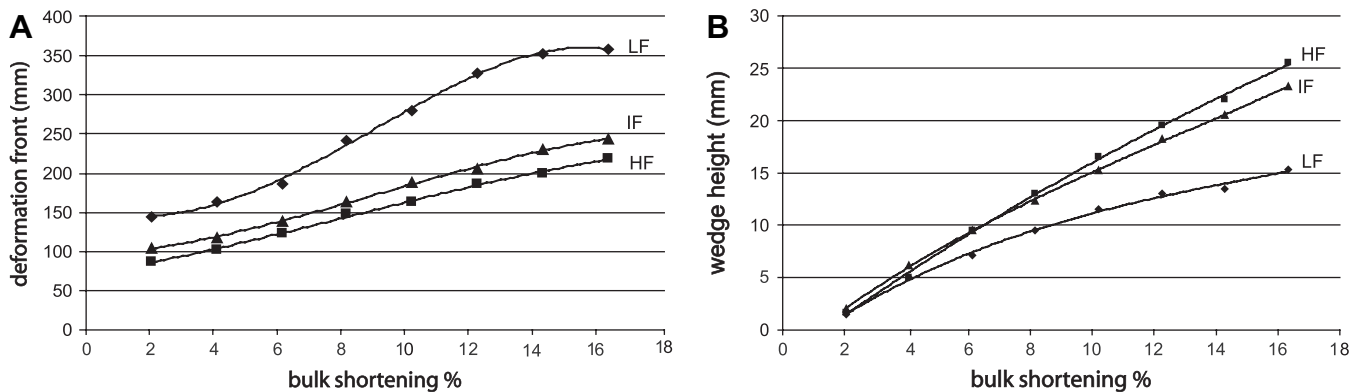 A
deformation front (mm)
400
350
300
250
200
150
100
50
0
LF
IF
HF
0 2 4 6 8 10 12 14 16 18
bulk shortening %
B
wedge height (mm)
30
25
20
15
10
5
0
HF
IF
LF
0 2 4 6 8 10 12 14 16 18
bulk shortening %